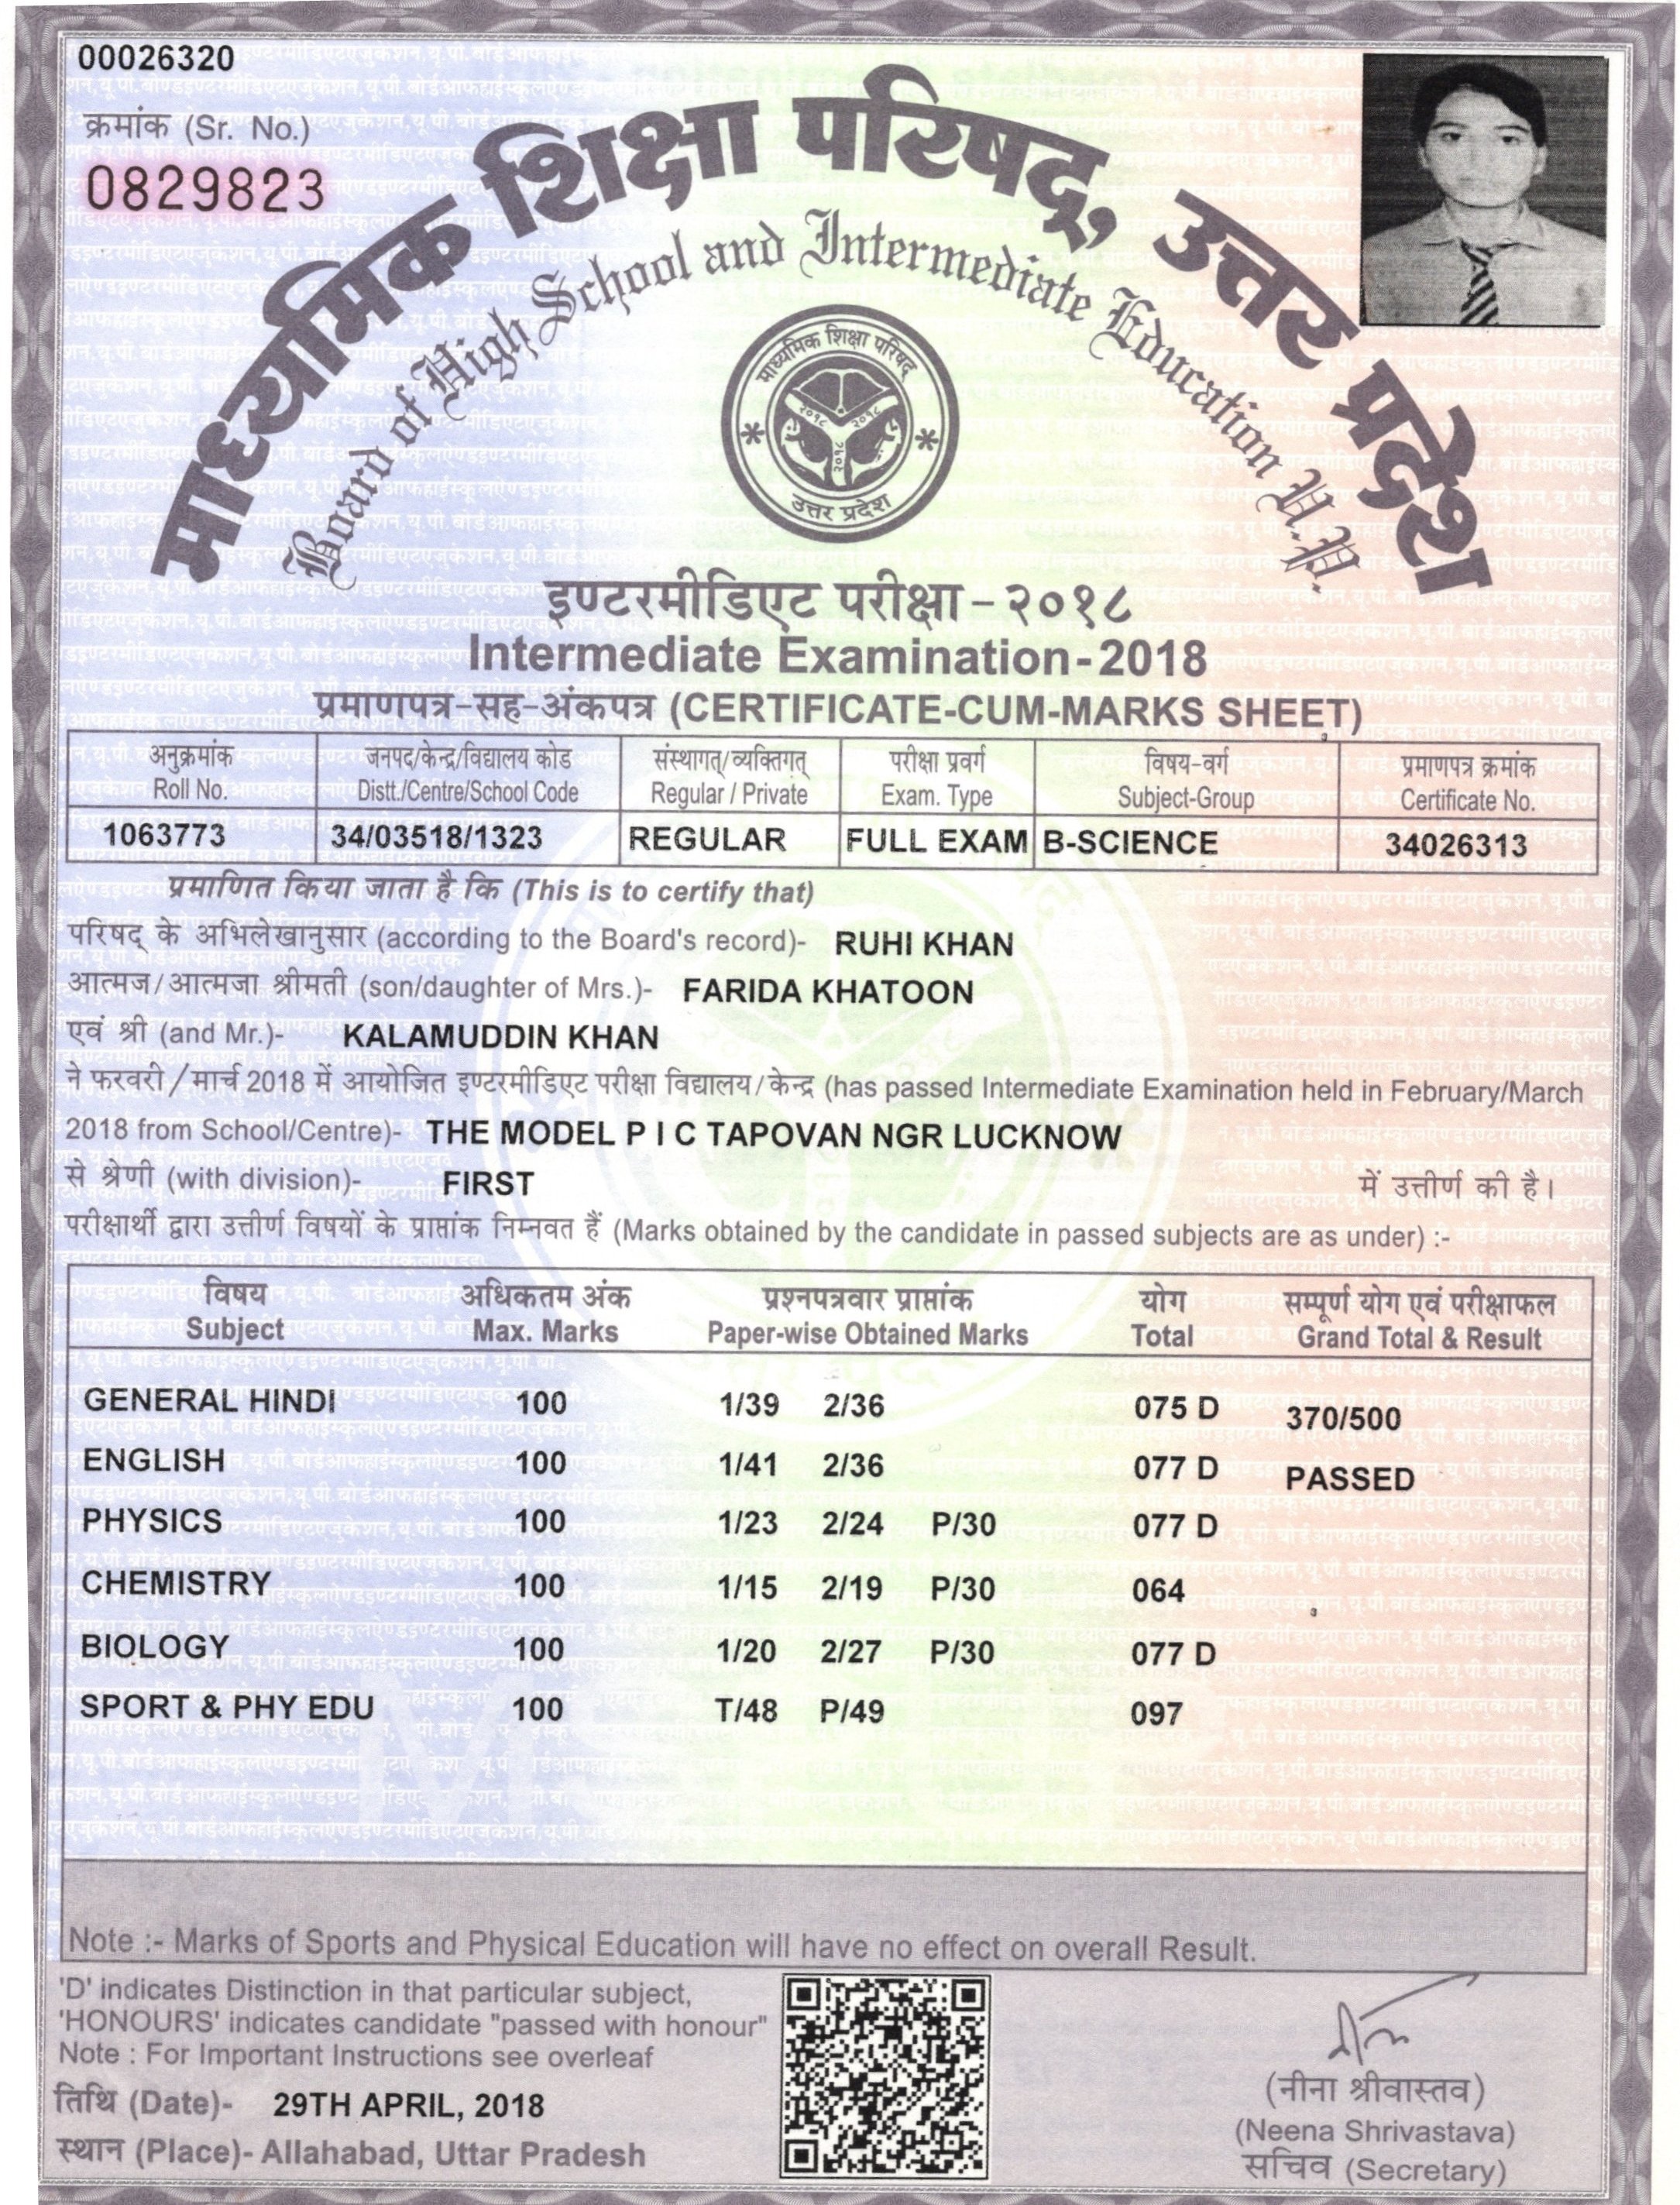 00026320
क्रमांक (Sr. No.)
0829823
माध्यमिक शिक्षा परिषद्, उत्तर प्रदेश
Board of High School and Intermediate Education U.P.
माध्यमिक शिक्षा परिषद्
२०१८ २०१८
२०१८
उत्तर प्रदेश
इण्टरमीडिएट परीक्षा - २०१८
Intermediate Examination - 2018
प्रमाणपत्र-सह-अंकपत्र (CERTIFICATE-CUM-MARKS SHEET)
अनुक्रमांक जनपद/केन्द्र/विद्यालय कोड संस्थागत्/व्यक्तिगत् परीक्षा प्रवर्ग विषय-वर्ग प्रमाणपत्र क्रमांक
Roll No. Distt./Centre/School Code Regular / Private Exam. Type Subject-Group Certificate No.
1063773 34/03518/1323 REGULAR FULL EXAM B-SCIENCE 34026313
प्रमाणित किया जाता है कि (This is to certify that)
परिषद् के अभिलेखानुसार (according to the Board's record)- RUHI KHAN
आत्मज/आत्मजा श्रीमती (son/daughter of Mrs.)- FARIDA KHATOON
एवं श्री (and Mr.)- KALAMUDDIN KHAN
ने फरवरी/मार्च 2018 में आयोजित इण्टरमीडिएट परीक्षा विद्यालय/केन्द्र (has passed Intermediate Examination held in February/March
2018 from School/Centre)- THE MODEL P I C TAPOVAN NGR LUCKNOW
से श्रेणी (with division)- FIRST में उत्तीर्ण की है।
परीक्षार्थी द्वारा उत्तीर्ण विषयों के प्राप्तांक निम्नवत हैं (Marks obtained by the candidate in passed subjects are as under) :-
विषय अधिकतम अंक प्रश्नपत्रवार प्राप्तांक योग सम्पूर्ण योग एवं परीक्षाफल
Subject Max. Marks Paper-wise Obtained Marks Total Grand Total & Result
GENERAL HINDI 100 1/39 2/36 075 D 370/500
ENGLISH 100 1/41 2/36 077 D PASSED
PHYSICS 100 1/23 2/24 P/30 077 D
CHEMISTRY 100 1/15 2/19 P/30 064
BIOLOGY 100 1/20 2/27 P/30 077 D
SPORT & PHY EDU 100 T/48 P/49 097
Note :- Marks of Sports and Physical Education will have no effect on overall Result.
'D' indicates Distinction in that particular subject,
'HONOURS' indicates candidate "passed with honour"
Note : For Important Instructions see overleaf
तिथि (Date)- 29TH APRIL, 2018
स्थान (Place)- Allahabad, Uttar Pradesh
(नीना श्रीवास्तव)
(Neena Shrivastava)
सचिव (Secretary)